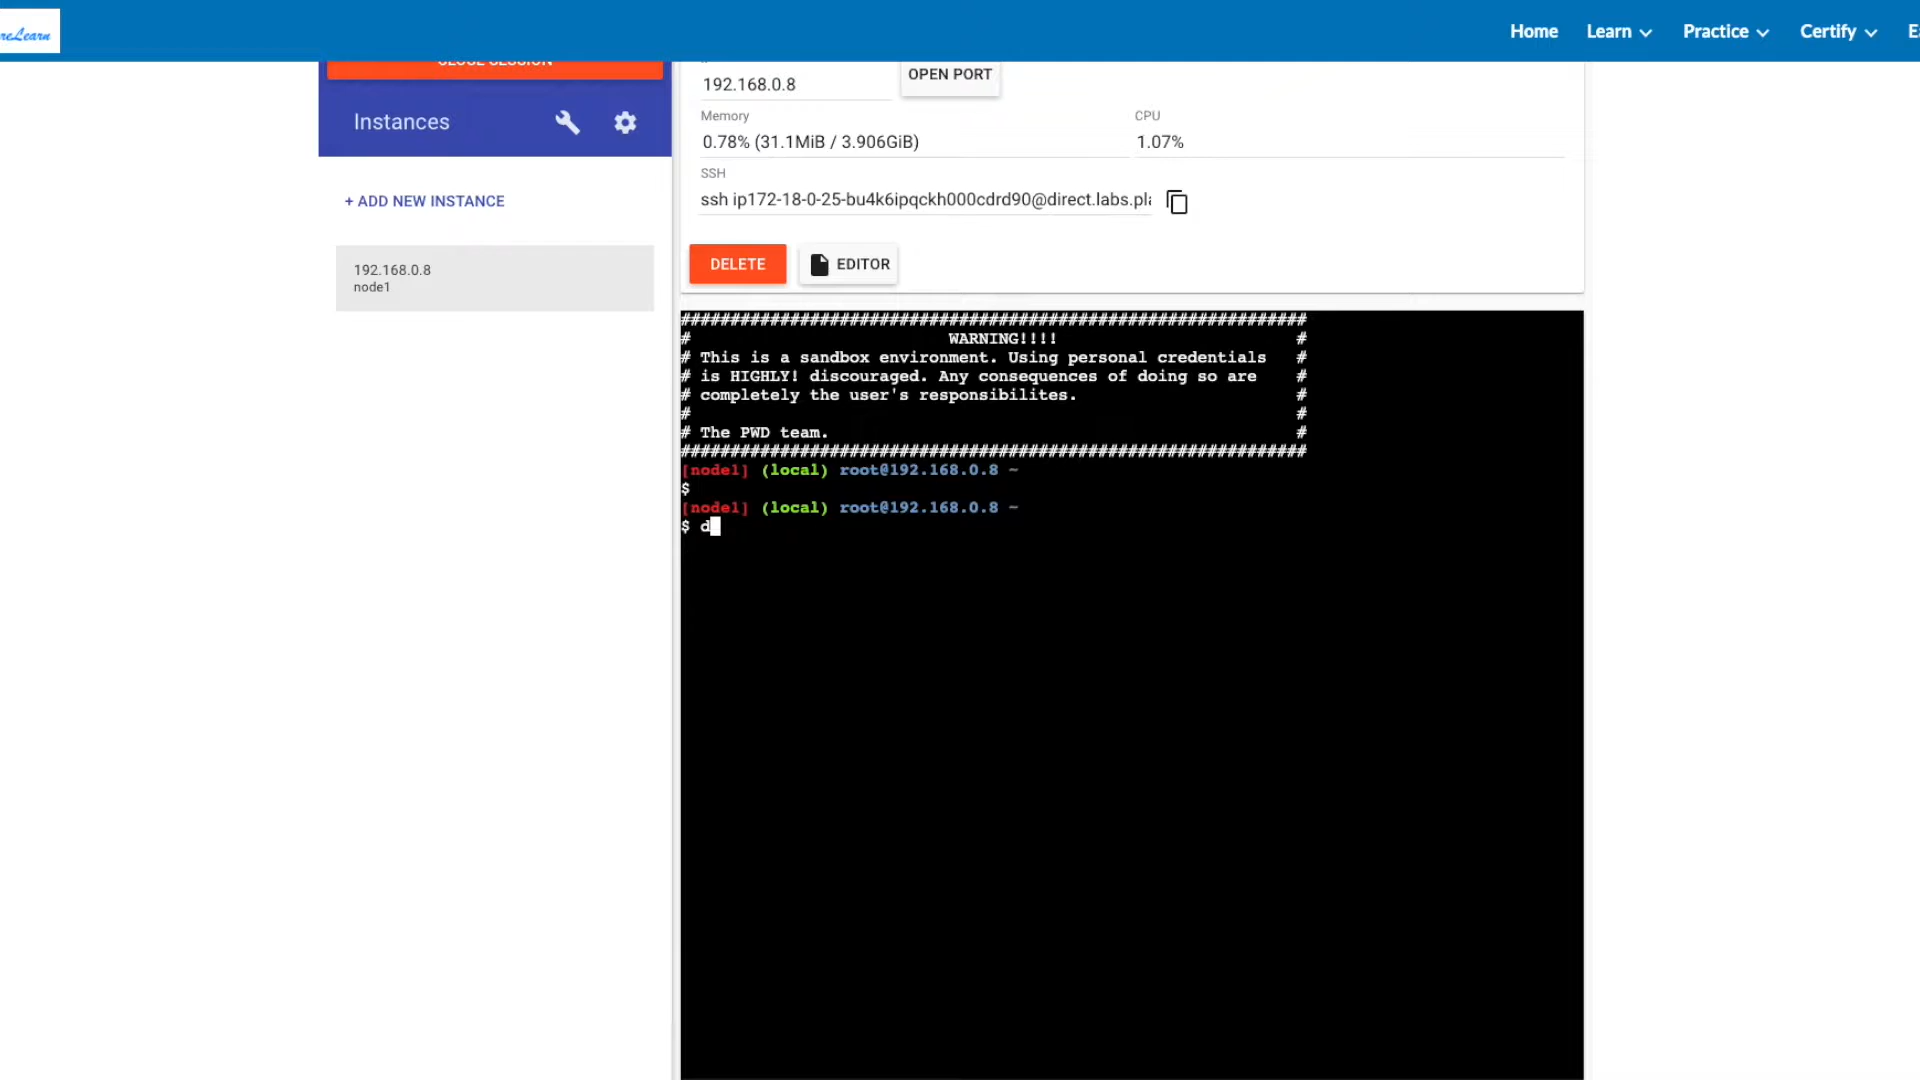 reLearn
Home
Learn
Practice
Certify
192.168.0.8
OPEN PORT
Instances
Memory
0.78% (31.1MiB / 3.906GiB)
CPU
1.07%
SSH
ssh ip172-18-0-25-bu4k6ipqckh000cdrd90@direct.labs.pl
+ ADD NEW INSTANCE
DELETE
EDITOR
192.168.0.8
node1
###############################################################
# WARNING!!!! #
# This is a sandbox environment. Using personal credentials #
# is HIGHLY! discouraged. Any consequences of doing so are #
# completely the user's responsibilites. #
# #
# The PWD team. #
###############################################################
[node1] (local) root@192.168.0.8 ~
$
[node1] (local) root@192.168.0.8 ~
$ d